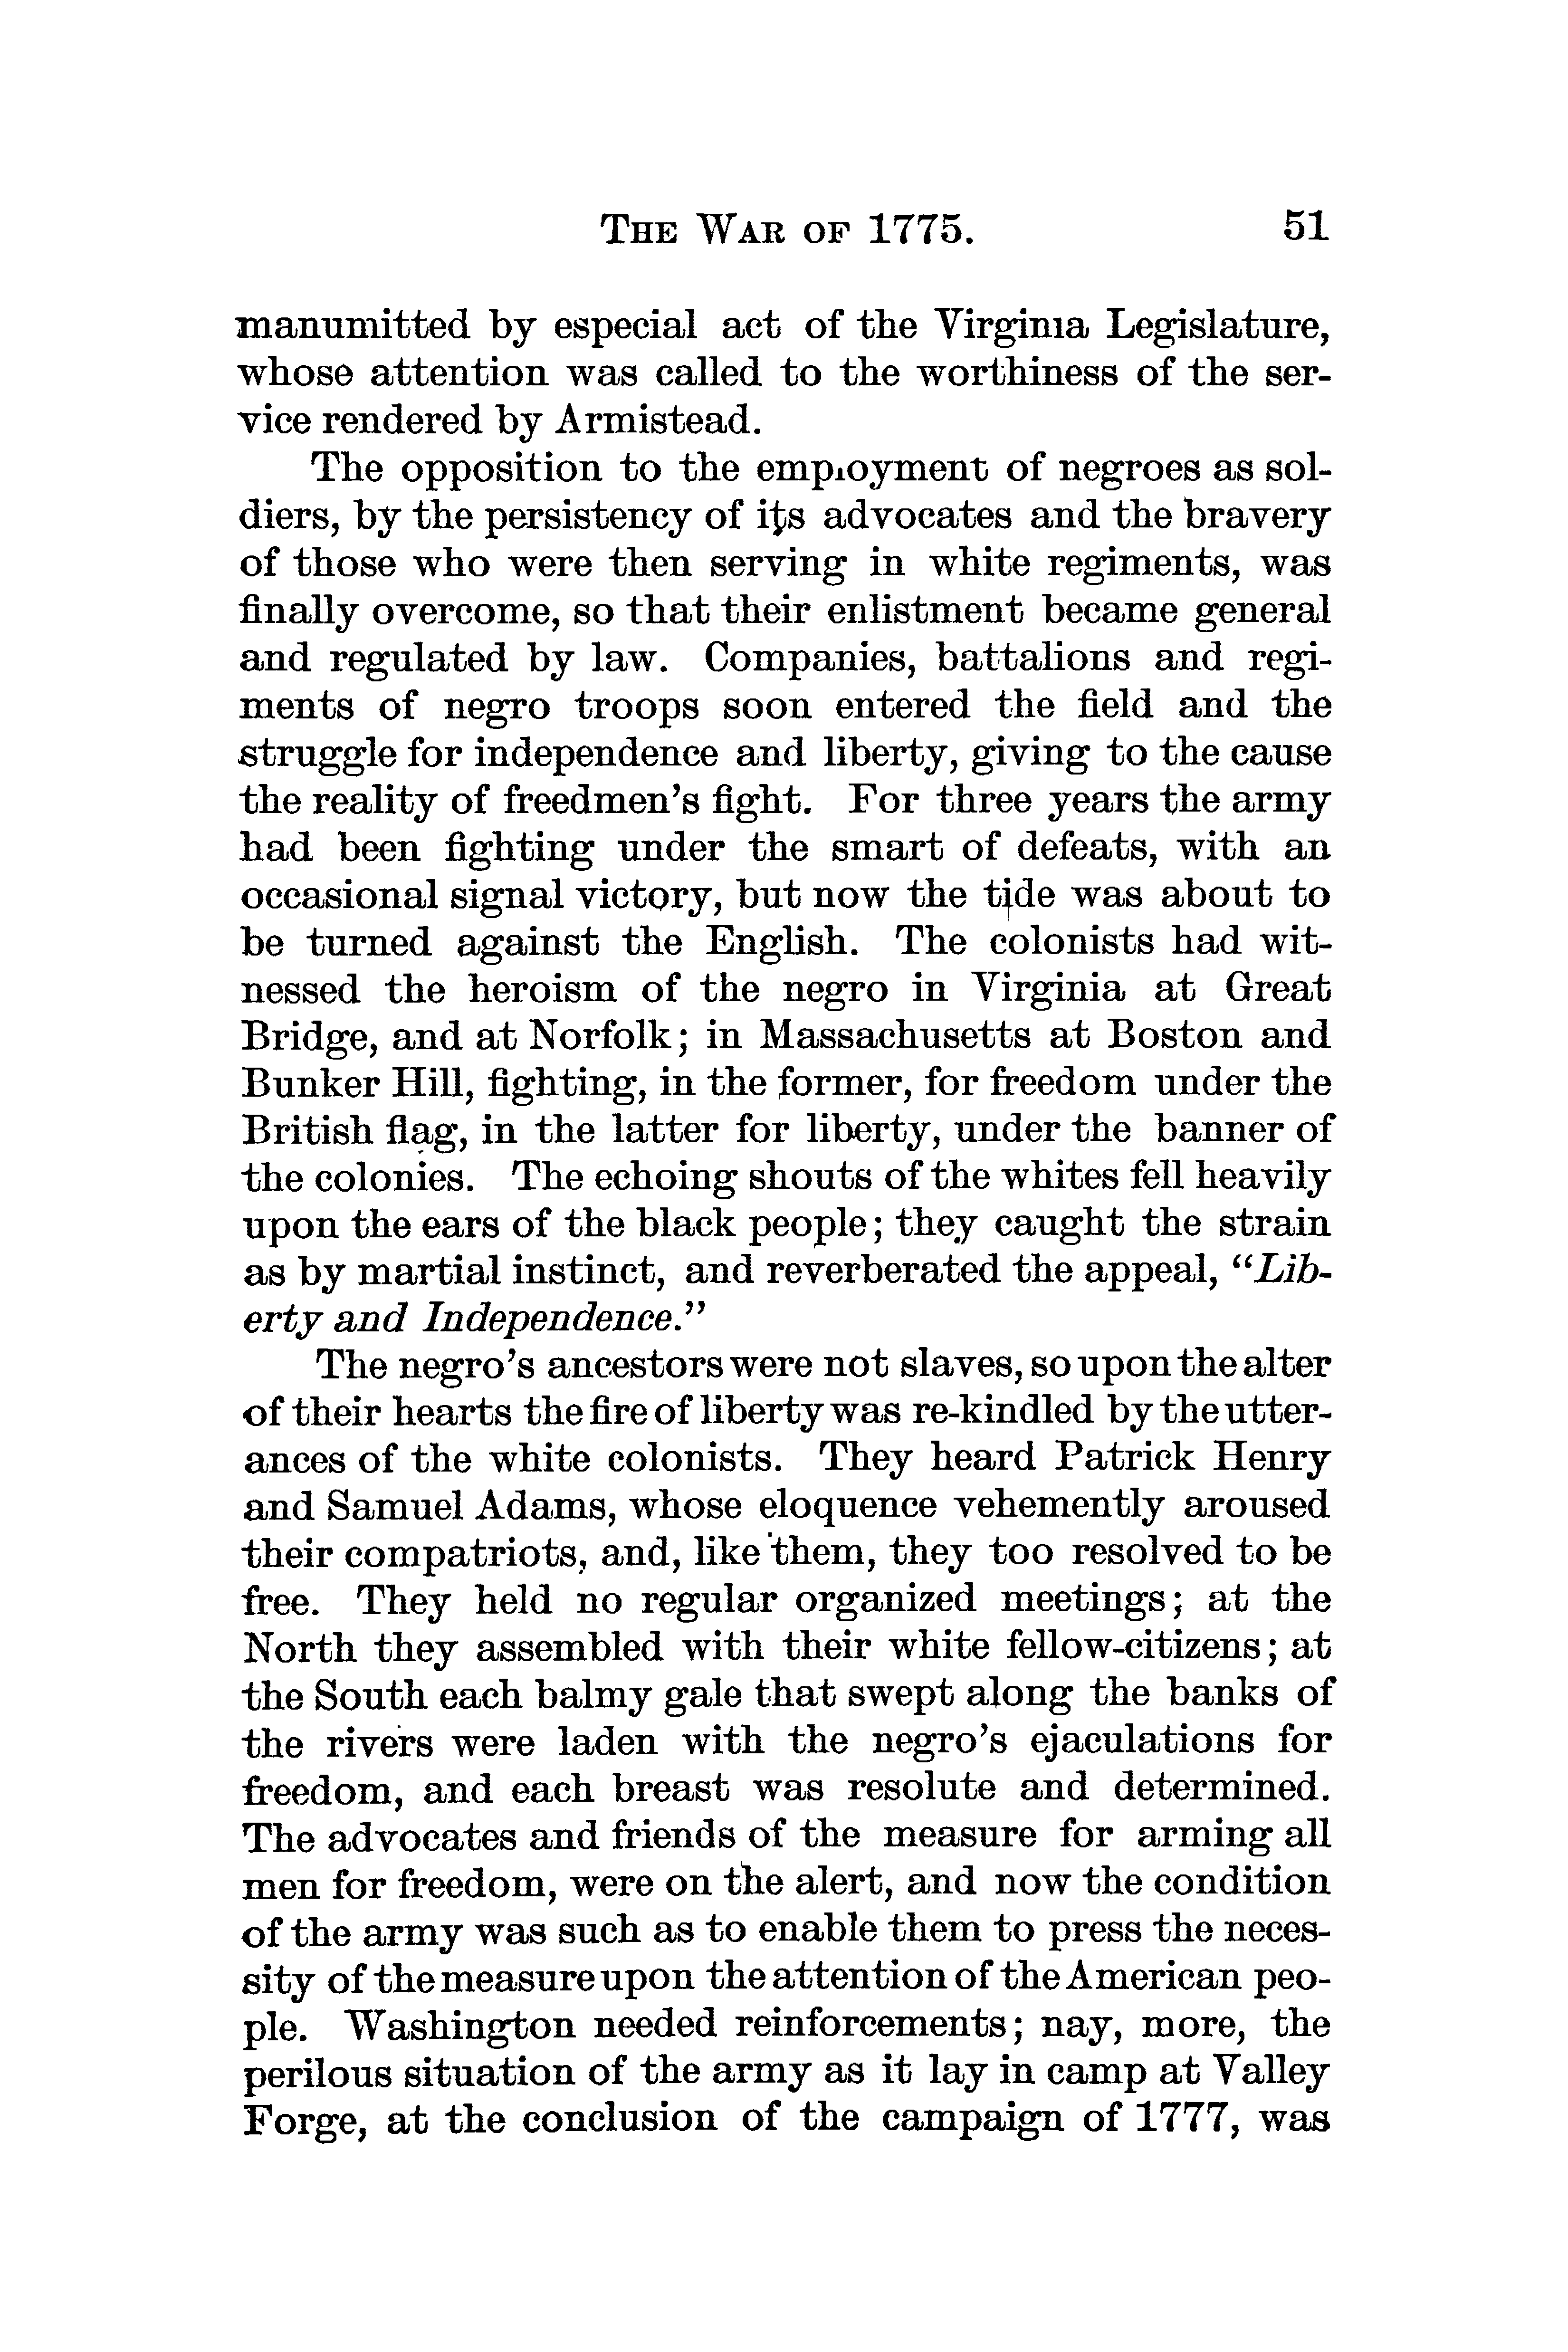 THE WAR OF 1775. 51
manumitted by especial act of the Virginia Legislature,
whose attention was called to the worthiness of the ser-
vice rendered by Armistead.
The opposition to the employment of negroes as sol-
diers, by the persistency of its advocates and the bravery
of those who were then serving in white regiments, was
finally overcome, so that their enlistment became general
and regulated by law. Companies, battalions and regi-
ments of negro troops soon entered the field and the
struggle for independence and liberty, giving to the cause
the reality of freedmen's fight. For three years the army
had been fighting under the smart of defeats, with an
occasional signal victory, but now the tide was about to
be turned against the English. The colonists had wit-
nessed the heroism of the negro in Virginia at Great
Bridge, and at Norfolk; in Massachusetts at Boston and
Bunker Hill, fighting, in the former, for freedom under the
British flag, in the latter for liberty, under the banner of
the colonies. The echoing shouts of the whites fell heavily
upon the ears of the black people; they caught the strain
as by martial instinct, and reverberated the appeal, “Lib-
erty and Independence.”
The negro's ancestors were not slaves, so upon the alter
of their hearts the fire of liberty was re-kindled by the utter-
ances of the white colonists. They heard Patrick Henry
and Samuel Adams, whose eloquence vehemently aroused
their compatriots, and, like them, they too resolved to be
free. They held no regular organized meetings; at the
North they assembled with their white fellow-citizens; at
the South each balmy gale that swept along the banks of
the rivers were laden with the negro's ejaculations for
freedom, and each breast was resolute and determined.
The advocates and friends of the measure for arming all
men for freedom, were on the alert, and now the condition
of the army was such as to enable them to press the neces-
sity of the measure upon the attention of the American peo-
ple. Washington needed reinforcements; nay, more, the
perilous situation of the army as it lay in camp at Valley
Forge, at the conclusion of the campaign of 1777, was